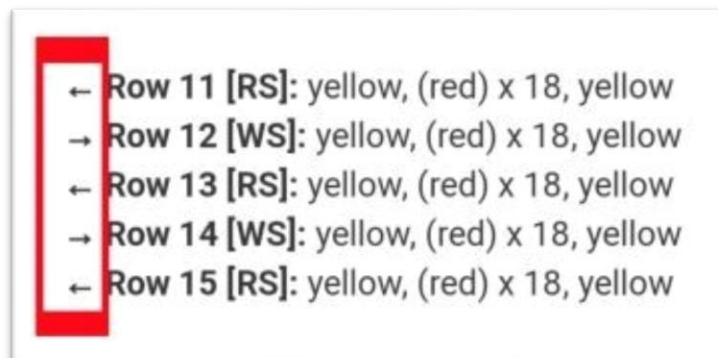 ← Row 11 [RS]: yellow, (red) x 18, yellow
→ Row 12 [WS]: yellow, (red) x 18, yellow
← Row 13 [RS]: yellow, (red) x 18, yellow
→ Row 14 [WS]: yellow, (red) x 18, yellow
← Row 15 [RS]: yellow, (red) x 18, yellow